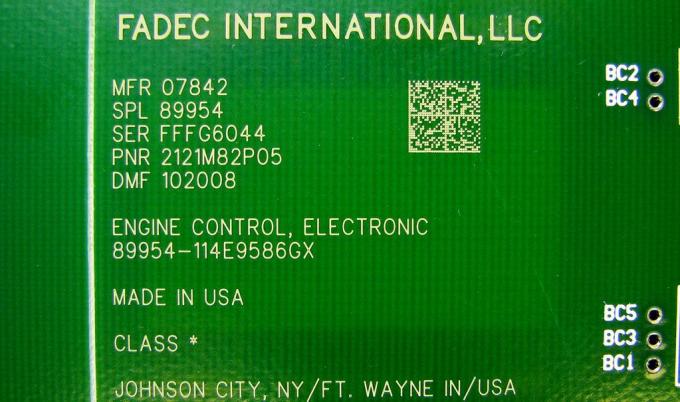 FADEC INTERNATIONAL, LLC
MFR 07842
SPL 89954
SER FFFG6044
PNR 2121M82P05
DMF 102008
ENGINE CONTROL, ELECTRONIC
89954-114E9586GX
MADE IN USA
CLASS *
JOHNSON CITY, NY/FT. WAYNE IN/USA
BC2
BC4
BC5
BC3
BC1